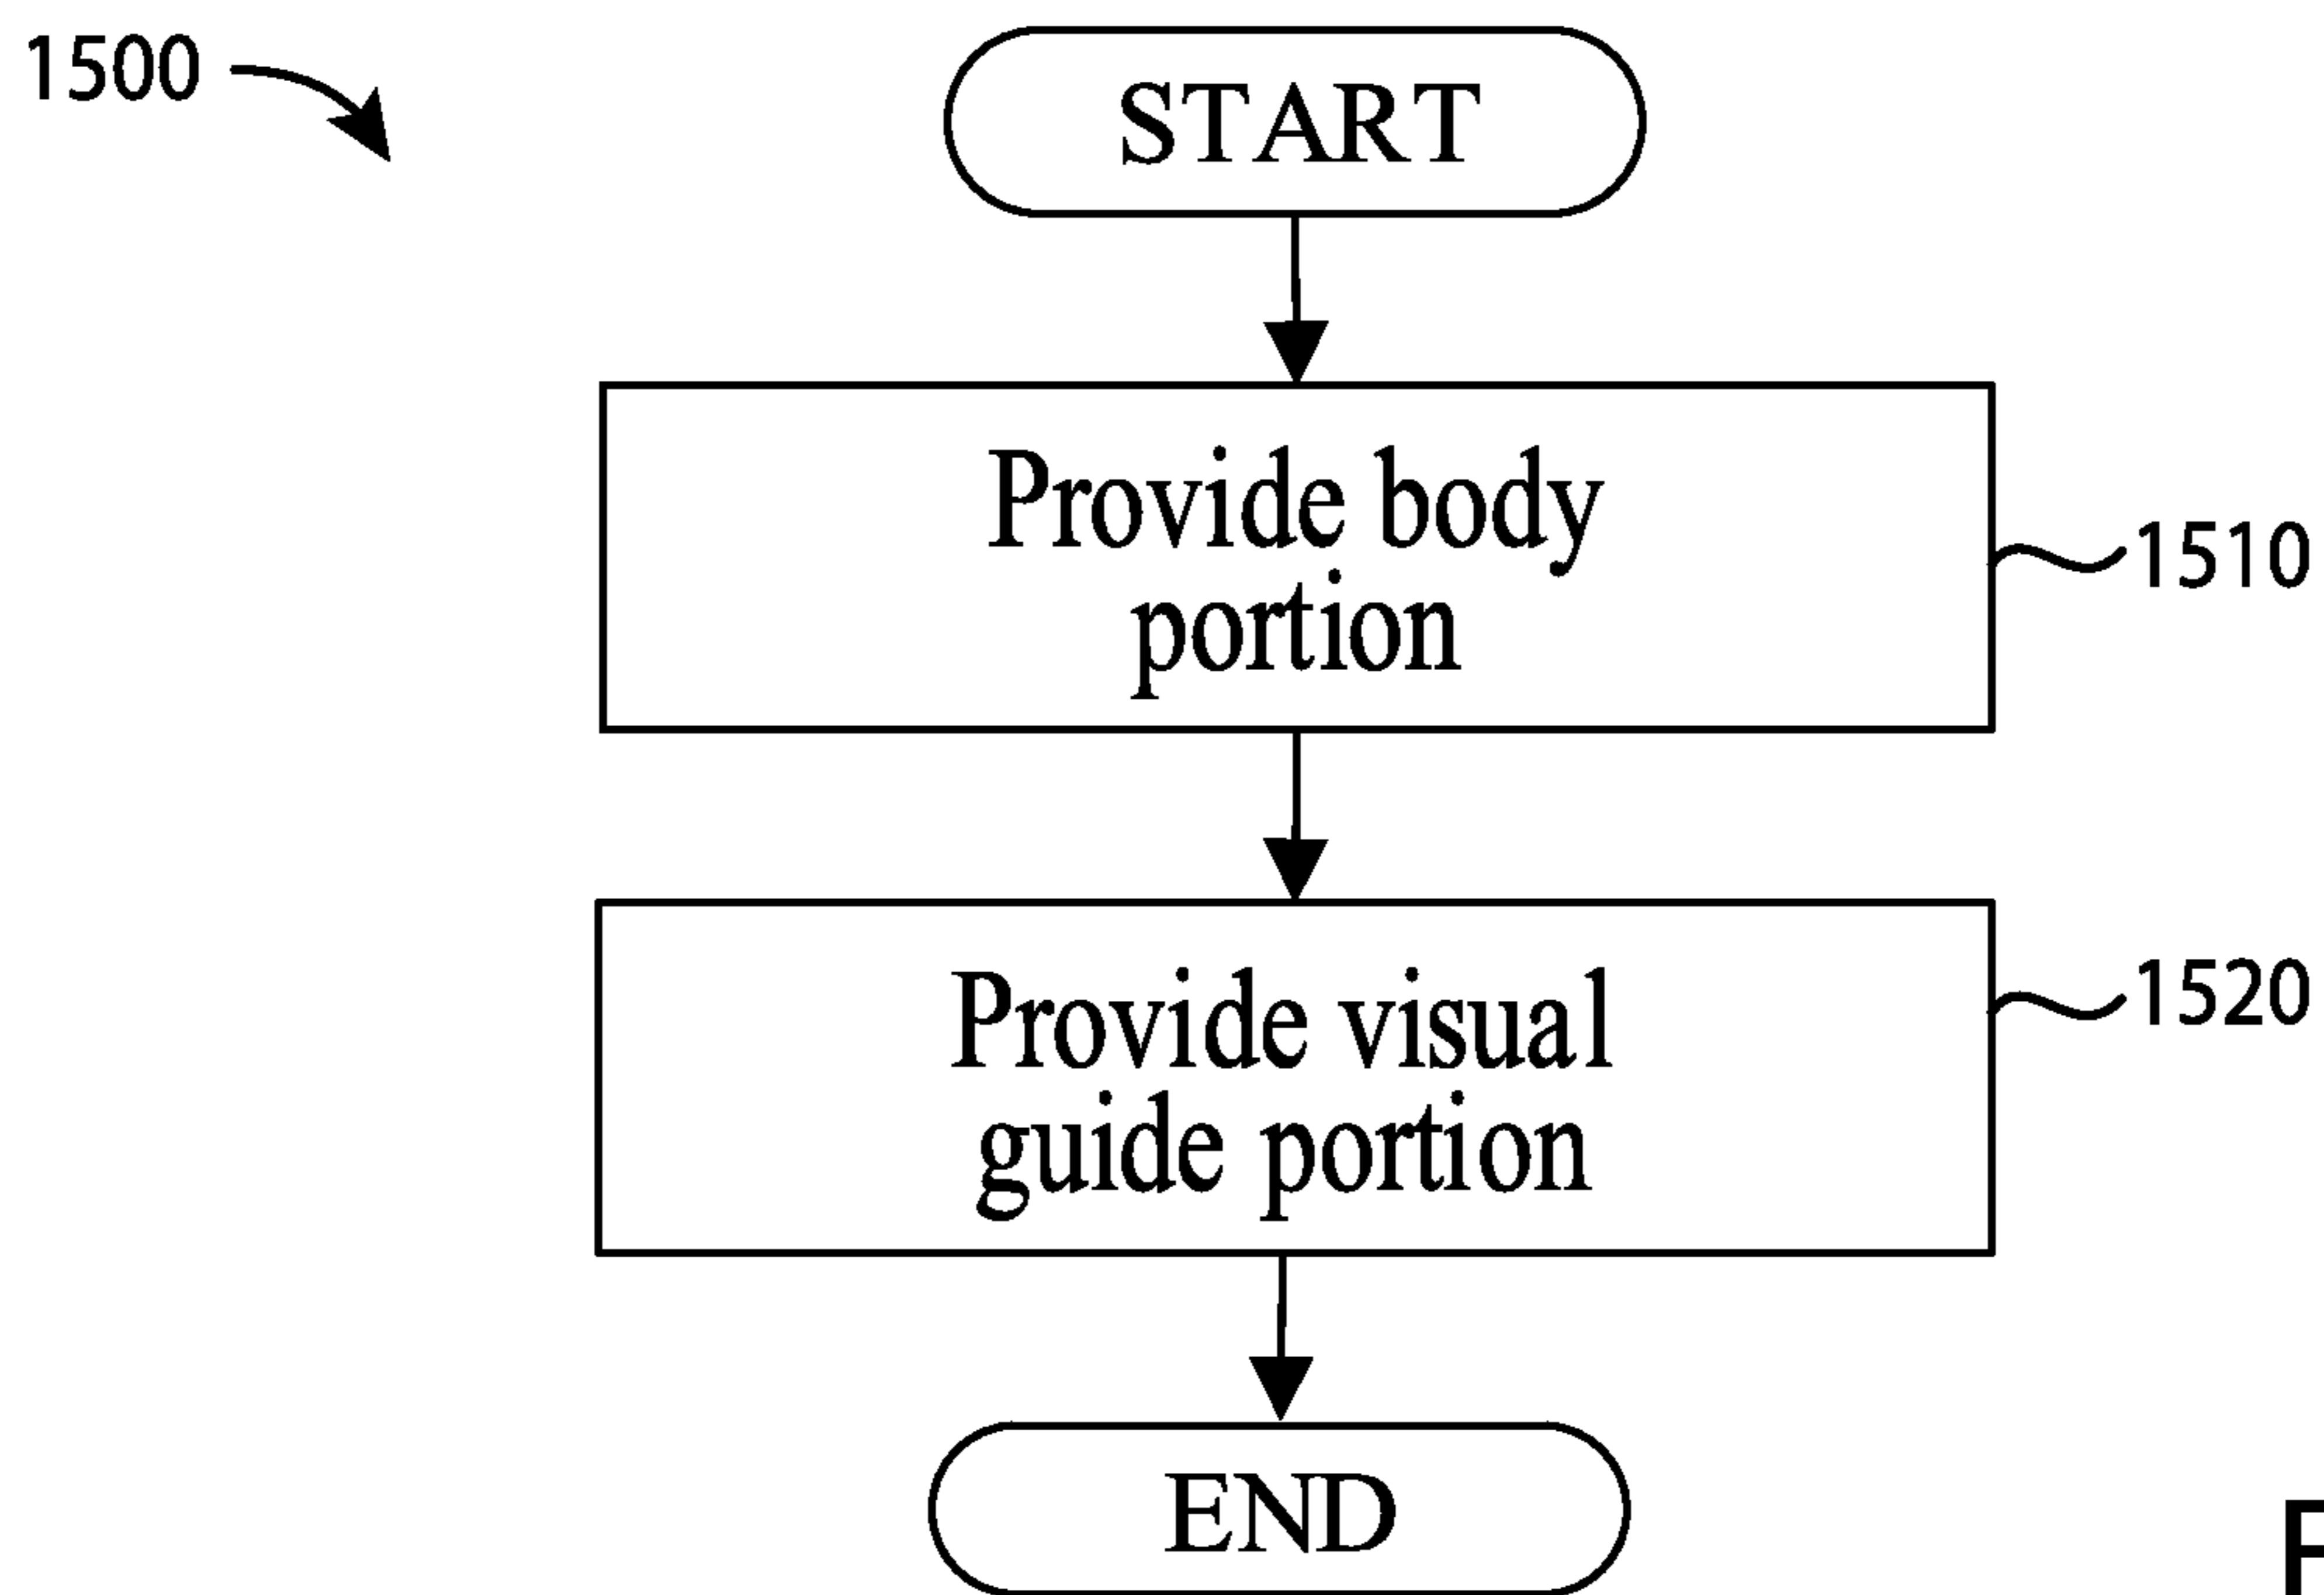 1500
START
Provide body
portion
1510
Provide visual
guide portion
1520
END